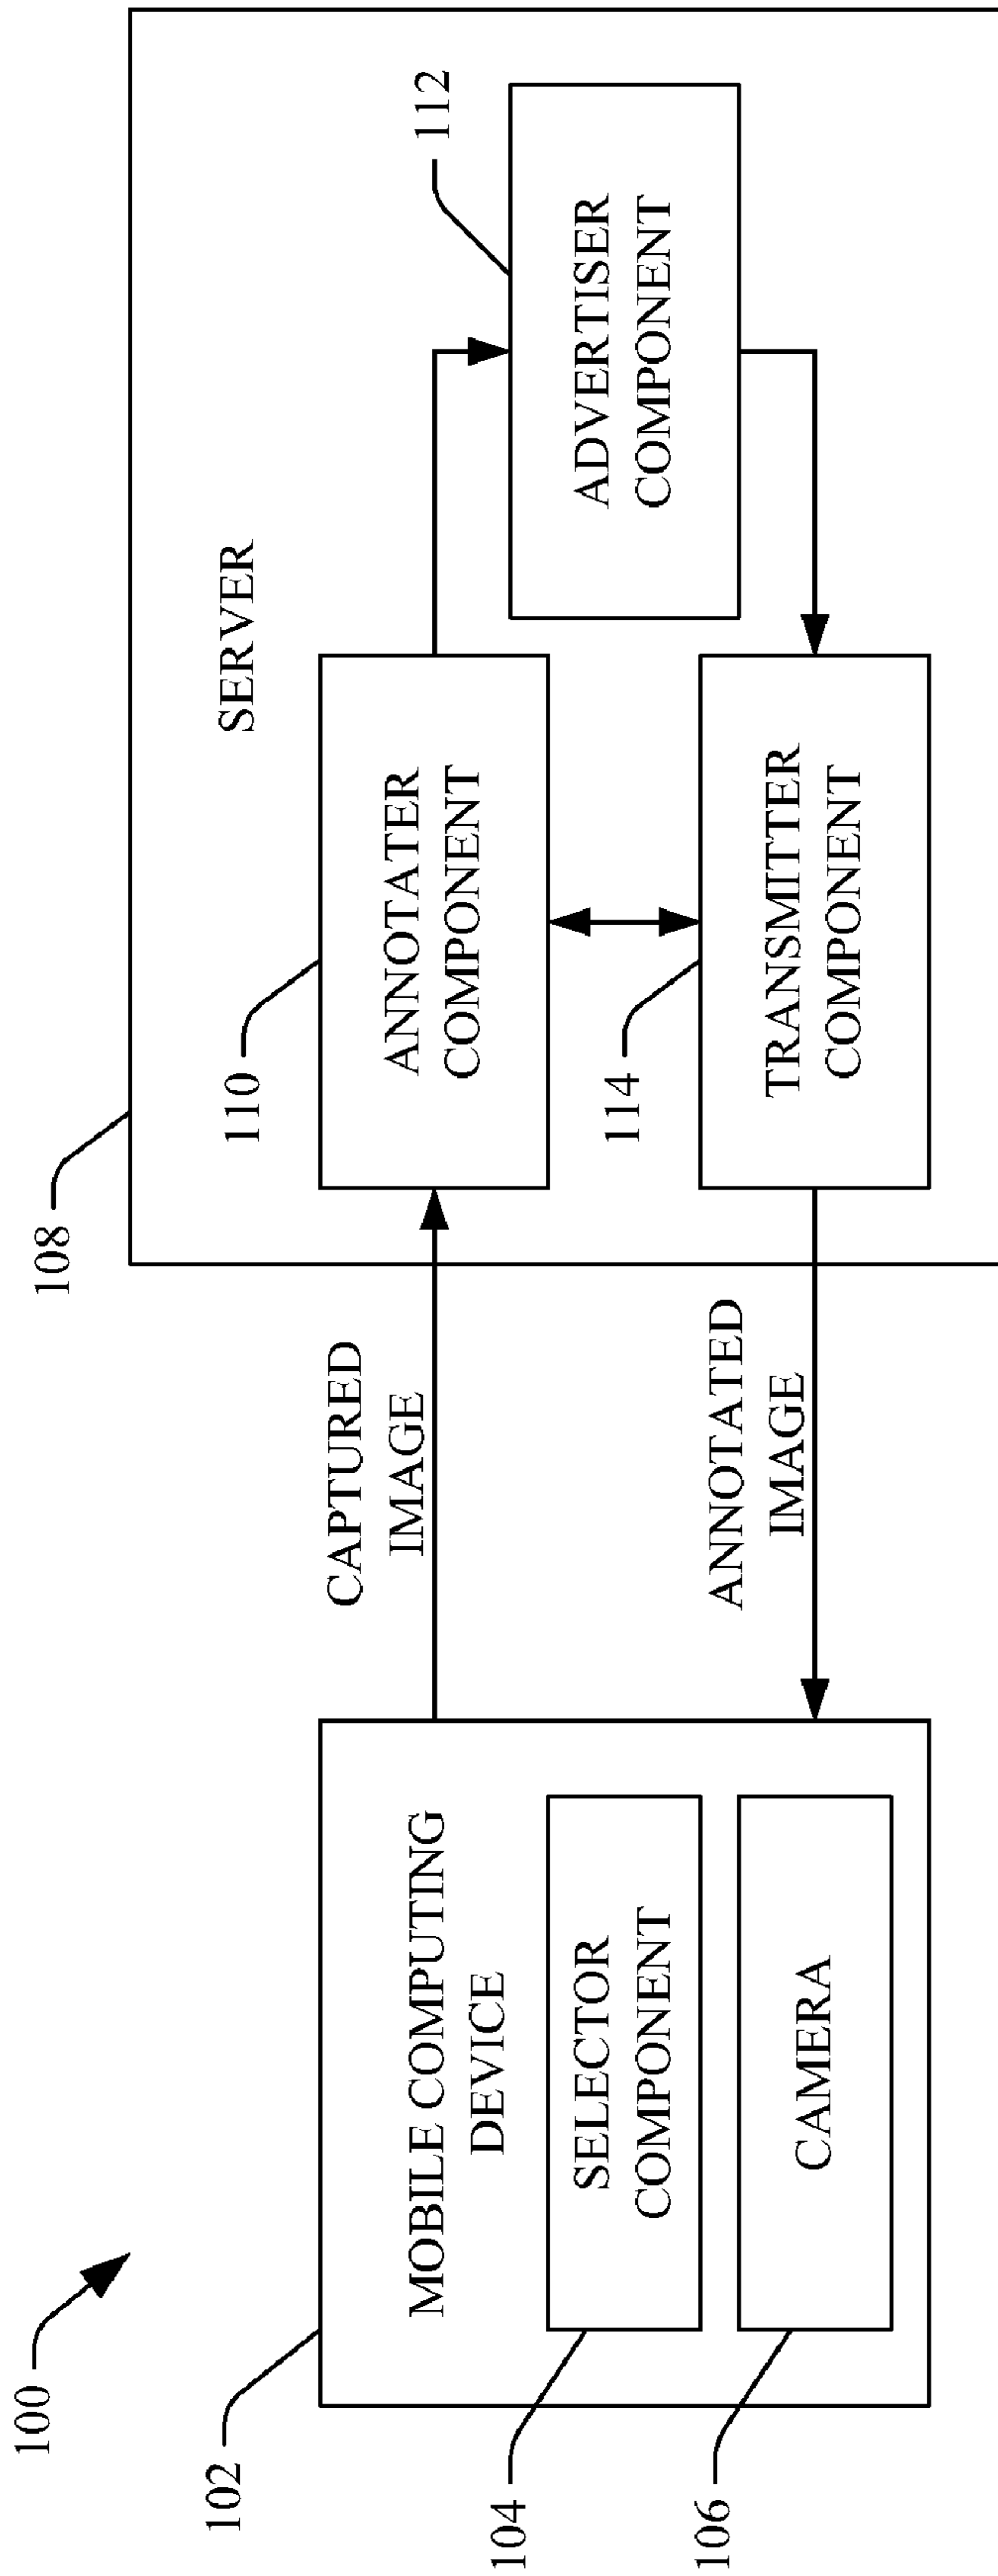 100
102
MOBILE COMPUTING
DEVICE
104
SELECTOR
COMPONENT
106
CAMERA
CAPTURED
IMAGE
ANNOTATED
IMAGE
108
SERVER
110
ANNOTATER
COMPONENT
112
ADVERTISER
COMPONENT
114
TRANSMITTER
COMPONENT